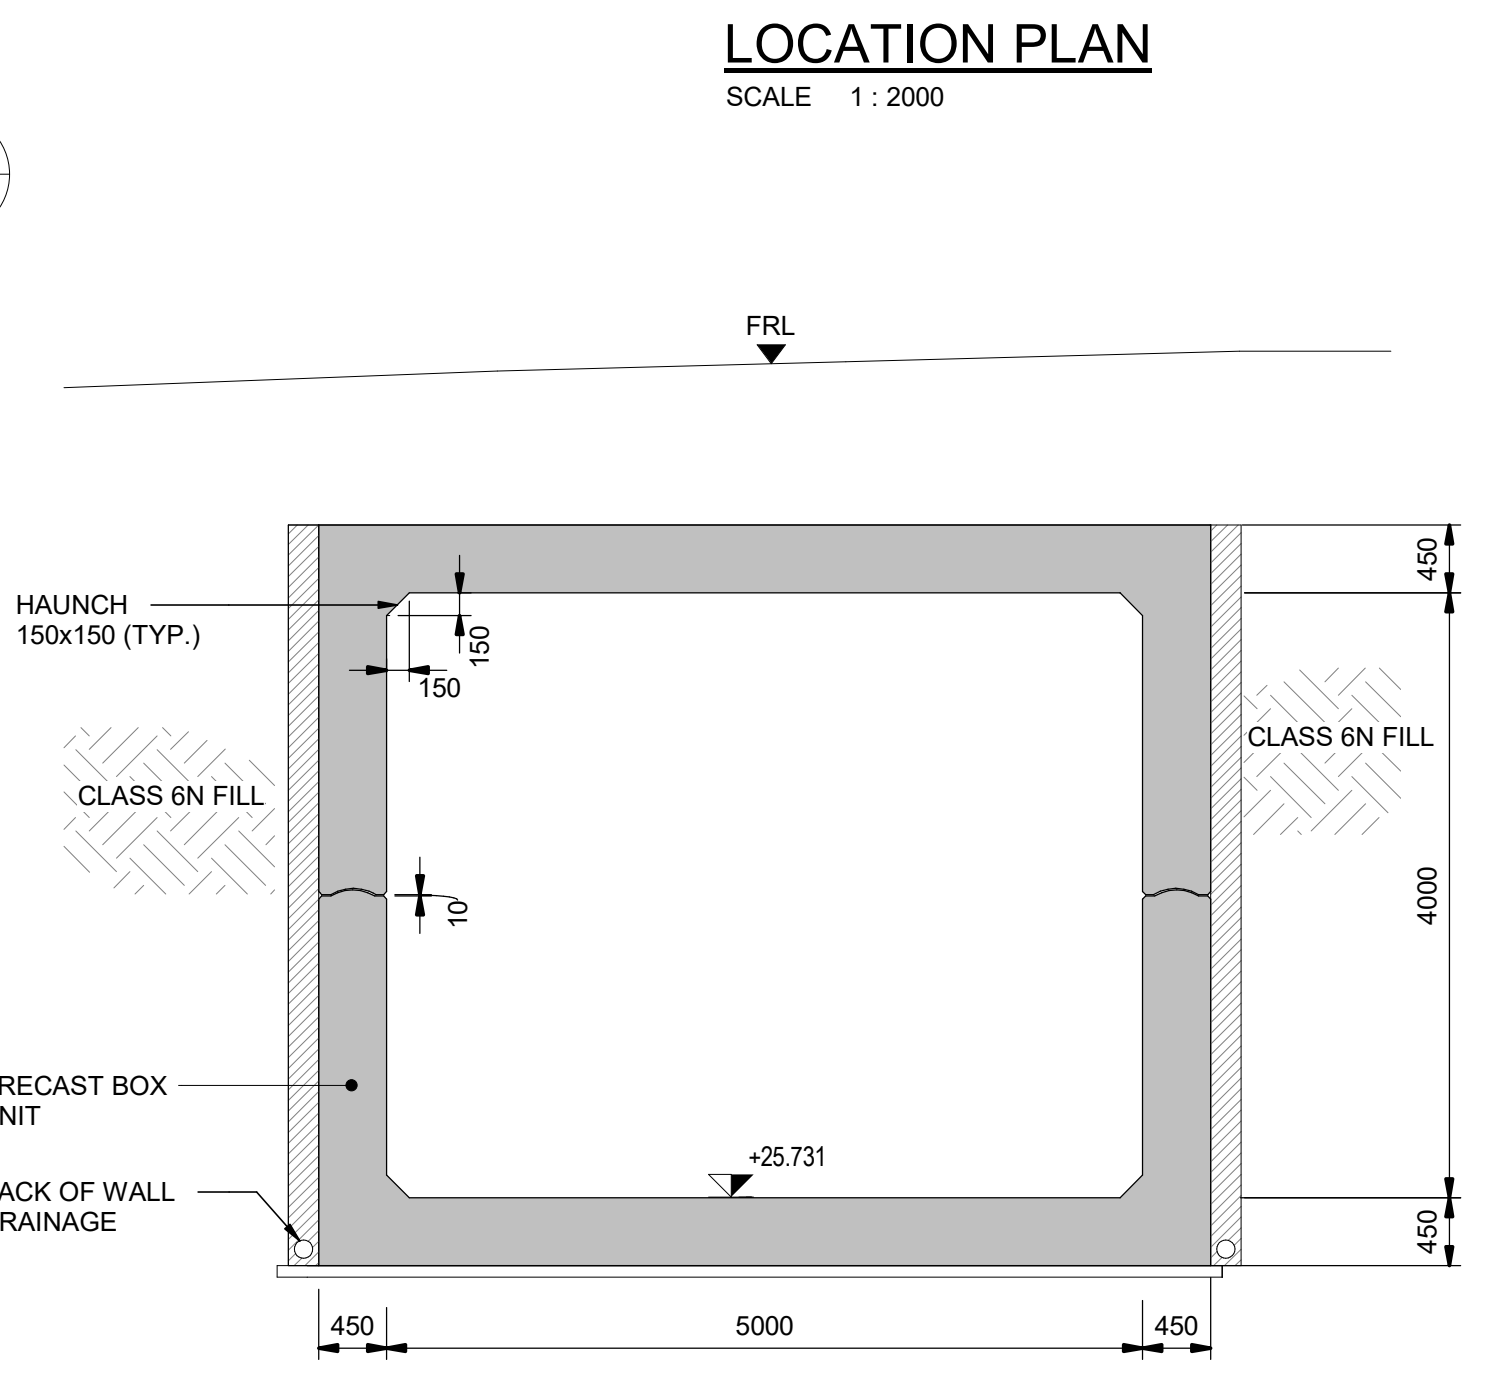 LOCATION PLAN
SCALE 1 : 2000
FRL
450
HAUNCH
150x150 (TYP.)
150
150
CLASS 6N FILL
CLASS 6N FILL
4000
10
RECAST BOX
NIT
+25.731
ACK OF WALL
RAINAGE
450
450
5000
450